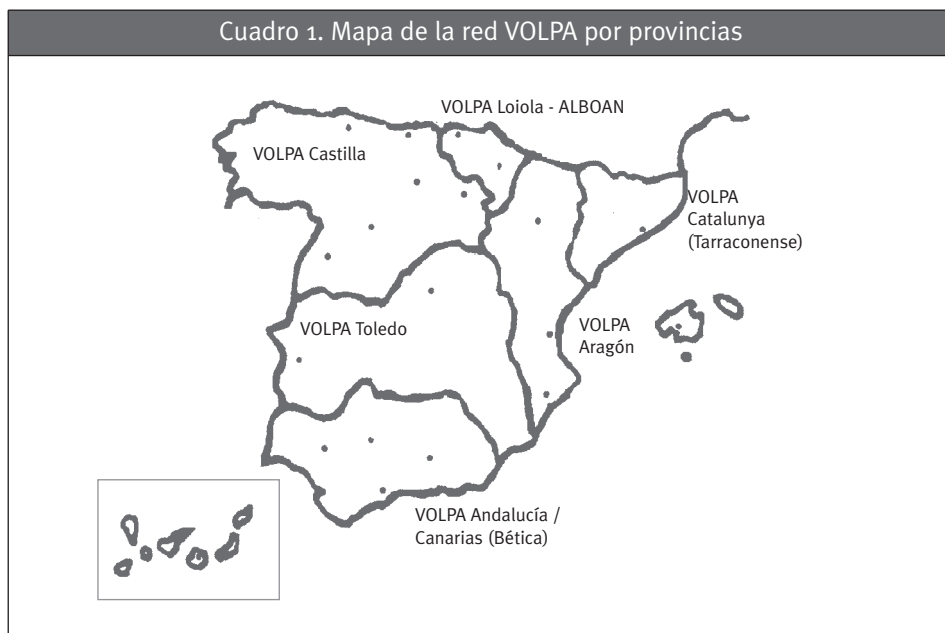 Cuadro 1. Mapa de la red VOLPA por provincias
VOLPA Loiola - ALBOAN
VOLPA Castilla
VOLPA
Catalunya
(Tarraconense)
VOLPA Toledo
VOLPA
Aragón
VOLPA Andalucía /
Canarias (Bética)